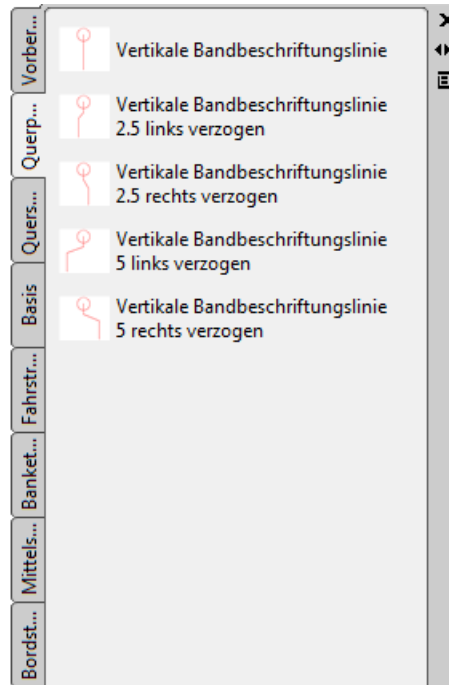 Vorber...
Querp...
Quers...
Basis
Fahrstr...
Banket...
Mittels...
Bordst...
Vertikale Bandbeschriftungslinie
Vertikale Bandbeschriftungslinie
2.5 links verzogen
Vertikale Bandbeschriftungslinie
2.5 rechts verzogen
Vertikale Bandbeschriftungslinie
5 links verzogen
Vertikale Bandbeschriftungslinie
5 rechts verzogen